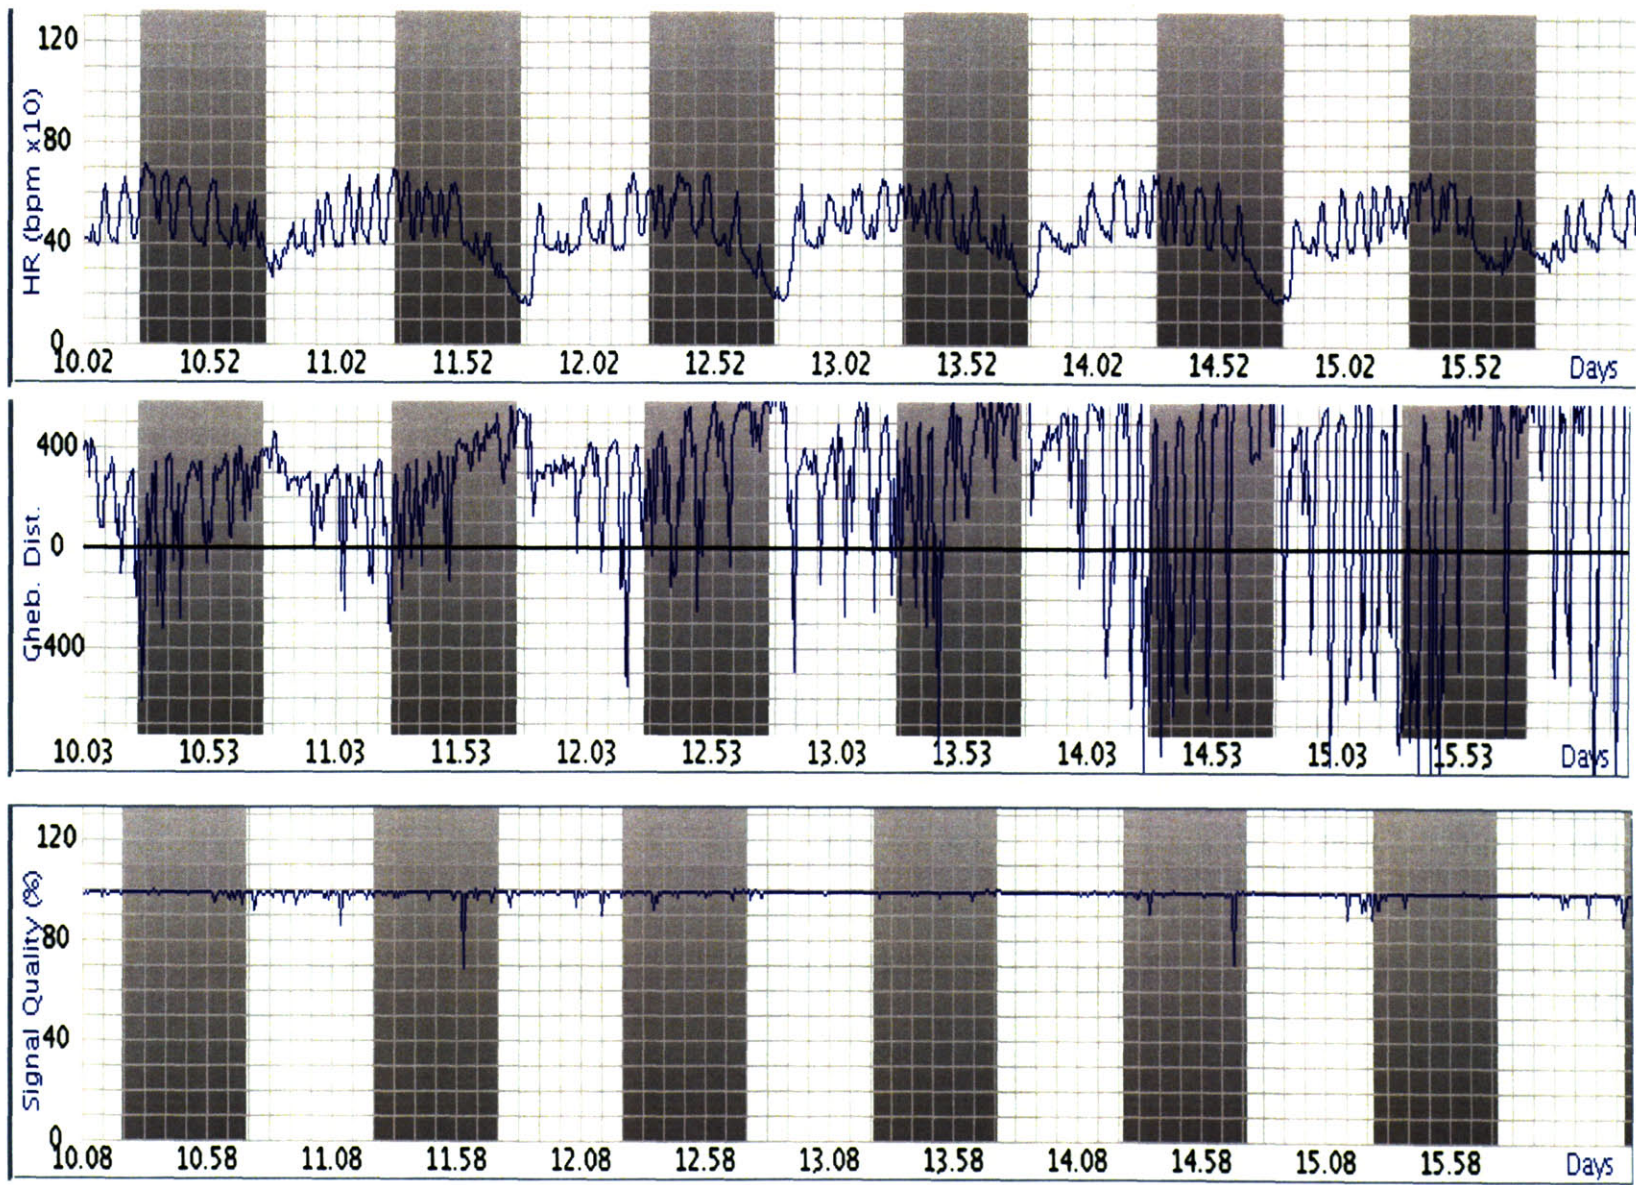 HR (bpm x10)
120
80
40
0
10.02 10.52 11.02 11.52 12.02 12.52 13.02 13.52 14.02 14.52 15.02 15.52 Days
Gheb. Dist.
400
0
-400
10.03 10.53 11.03 11.53 12.03 12.53 13.03 13.53 14.03 14.53 15.03 15.53 Days
Signal Quality (%)
120
80
40
0
10.08 10.58 11.08 11.58 12.08 12.58 13.08 13.58 14.08 14.58 15.08 15.58 Days